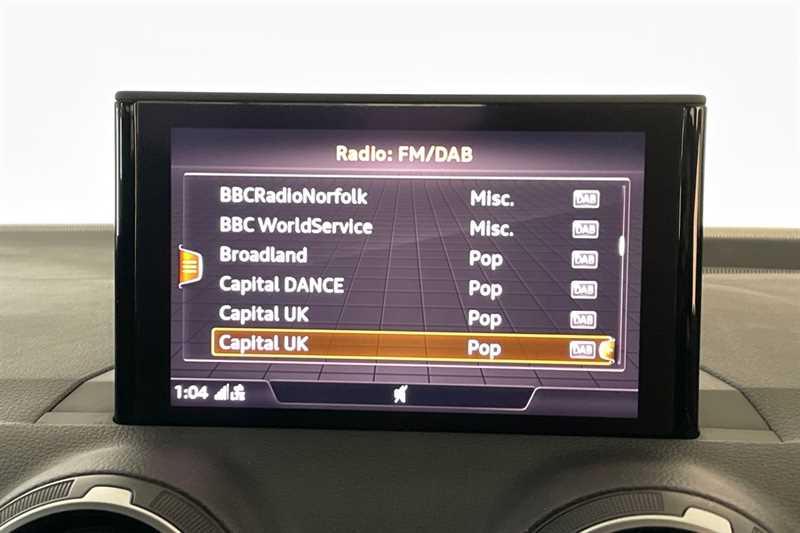 Radio: FM/DAB
BBCRadioNorfolk Misc. DAB
BBC WorldService Misc. DAB
Broadland Pop DAB
Capital DANCE Pop DAB
Capital UK Pop DAB
Capital UK Pop DAB
1:04 LTE